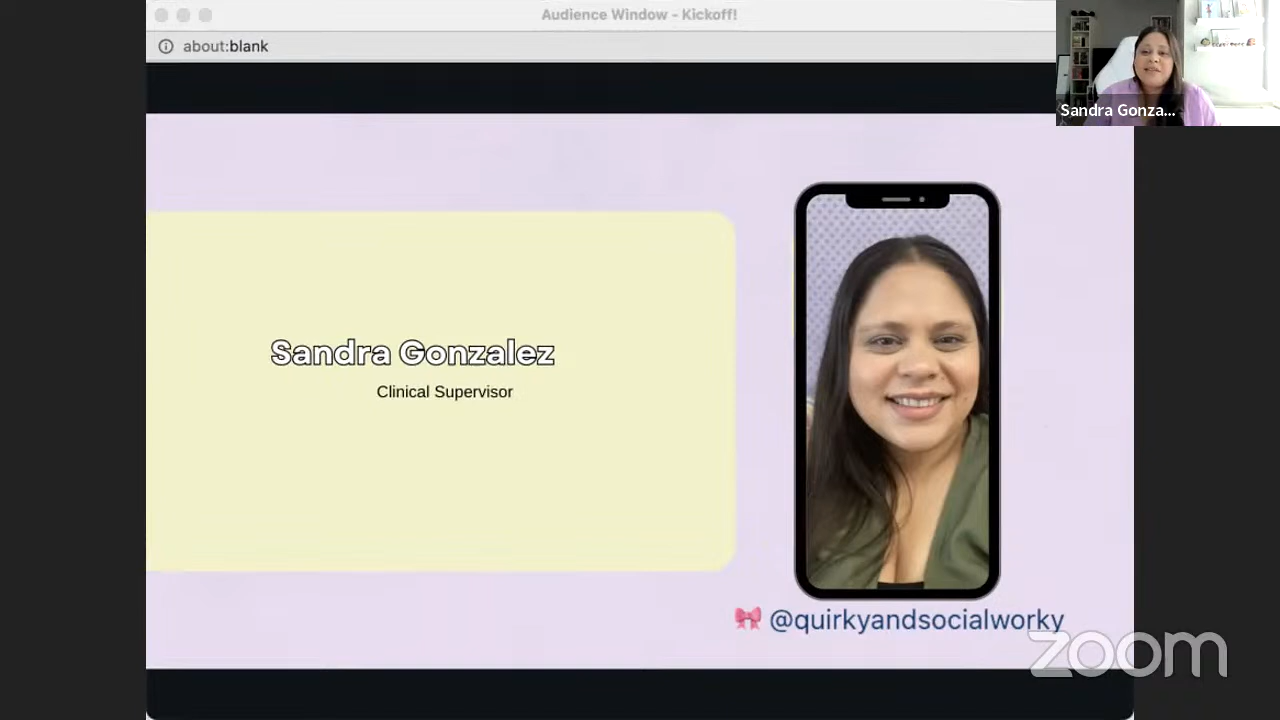 Audience Window - Kickoff!
about:blank
Sandra Gonza...
Sandra Gonzalez
Clinical Supervisor
@quirkyandsocialworky
zoom